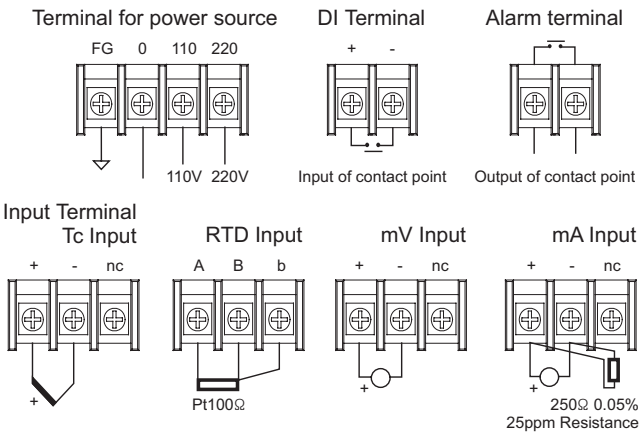 Terminal for power source
DI Terminal
Alarm terminal
FG 0 110 220
+ -
110V 220V
Input of contact point
Output of contact point
Input Terminal
Tc Input
RTD Input
mV Input
mA Input
+ - nc
A B b
+ - nc
+ - nc
+
Pt100Ω
+
+
250Ω 0.05%
25ppm Resistance